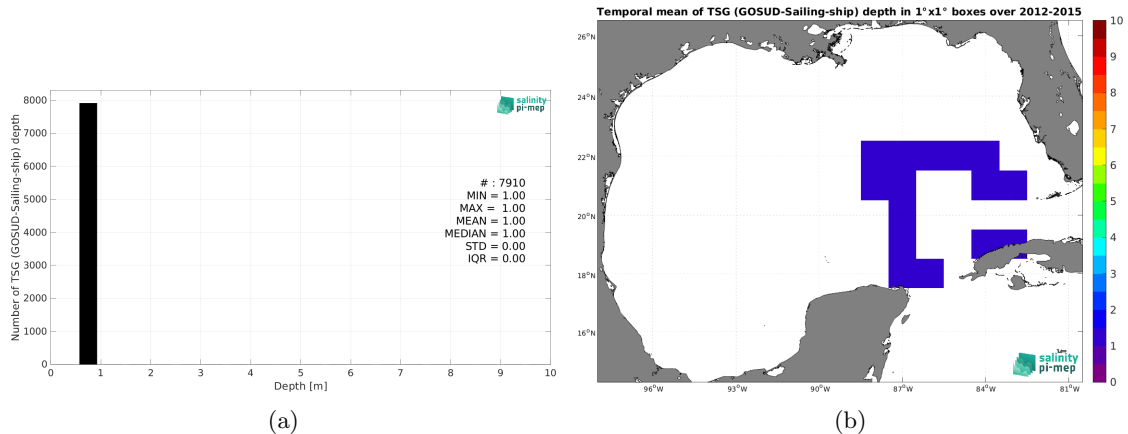 8000
7000
6000
5000
4000
3000
2000
1000
0
Number of TSG (GOSUD-Sailing-ship) depth
salinity
pi-mep
# : 7910
MIN = 1.00
MAX = 1.00
MEAN = 1.00
MEDIAN = 1.00
STD = 0.00
IQR = 0.00
0 1 2 3 4 5 6 7 8 9 10
Depth [m]
(a)
Temporal mean of TSG (GOSUD-Sailing-ship) depth in 1°x1° boxes over 2012-2015
26°N
24°N
22°N
20°N
18°N
16°N
96°W 93°W 90°W 87°W 84°W 81°W
salinity
pi-mep
10
9
8
7
6
5
4
3
2
1
0
(b)